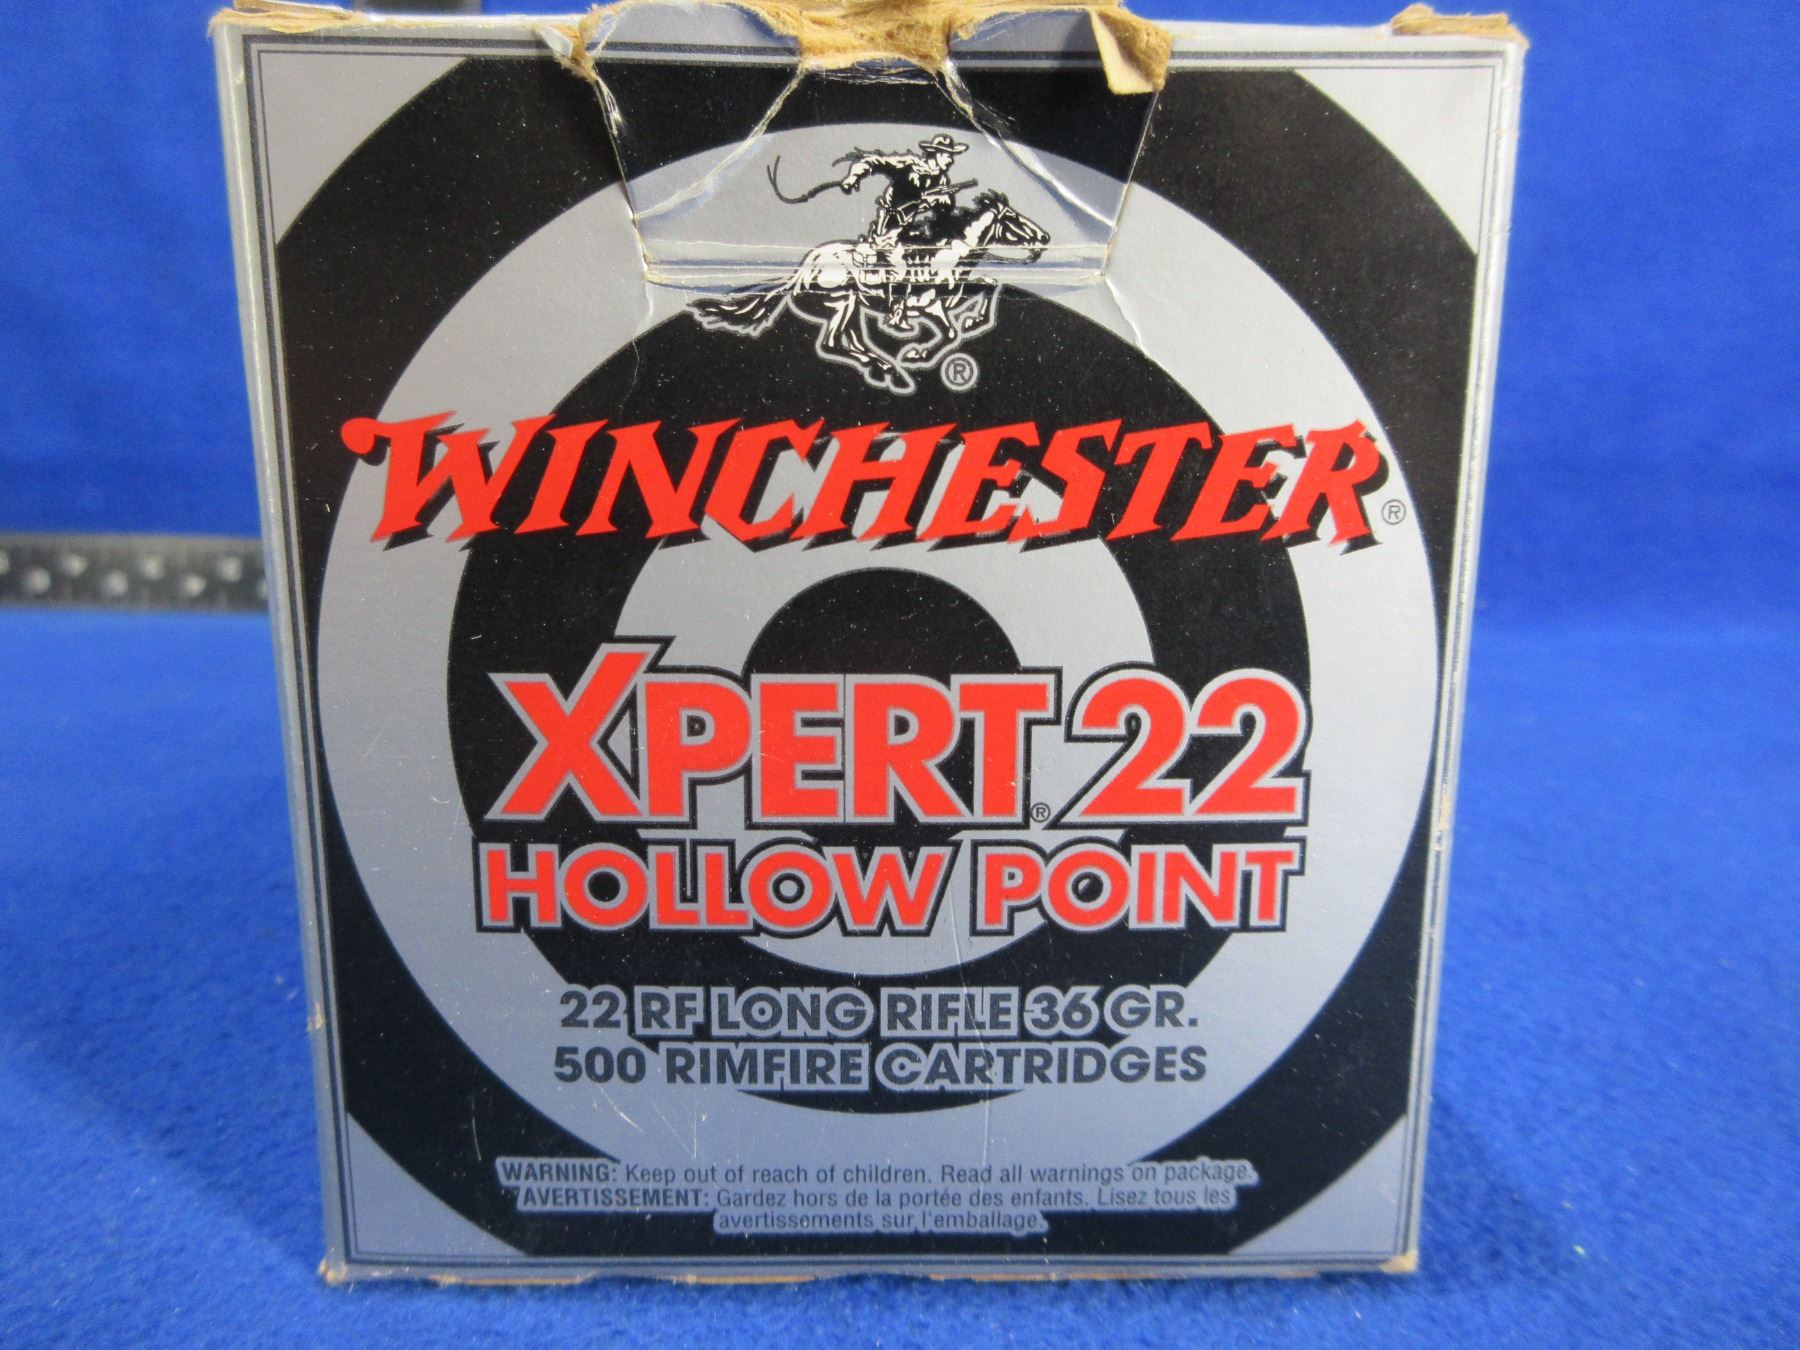 ®
WINCHESTER®
XPERT®22
HOLLOW POINT
22 RF LONG RIFLE 36 GR.
500 RIMFIRE CARTRIDGES
WARNING: Keep out of reach of children. Read all warnings on package.
AVERTISSEMENT: Gardez hors de la portée des enfants. Lisez tous les
avertissements sur l'emballage.